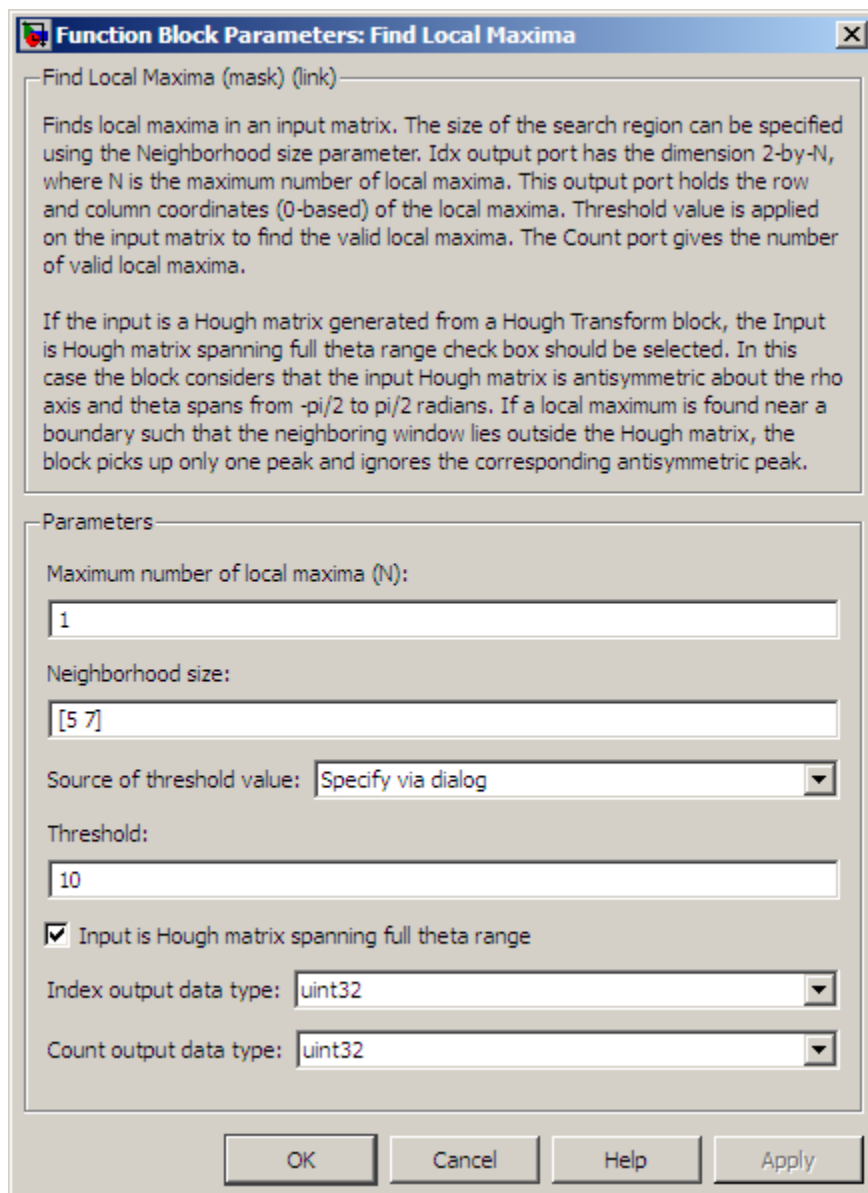 Function Block Parameters: Find Local Maxima
Find Local Maxima (mask) (link)
Finds local maxima in an input matrix. The size of the search region can be specified
using the Neighborhood size parameter. Idx output port has the dimension 2-by-N,
where N is the maximum number of local maxima. This output port holds the row
and column coordinates (0-based) of the local maxima. Threshold value is applied
on the input matrix to find the valid local maxima. The Count port gives the number
of valid local maxima.
If the input is a Hough matrix generated from a Hough Transform block, the Input
is Hough matrix spanning full theta range check box should be selected. In this
case the block considers that the input Hough matrix is antisymmetric about the rho
axis and theta spans from -pi/2 to pi/2 radians. If a local maximum is found near a
boundary such that the neighboring window lies outside the Hough matrix, the
block picks up only one peak and ignores the corresponding antisymmetric peak.
Parameters
Maximum number of local maxima (N):
1
Neighborhood size:
[5 7]
Source of threshold value: Specify via dialog
Threshold:
10
Input is Hough matrix spanning full theta range
Index output data type: uint32
Count output data type: uint32
OK Cancel Help Apply